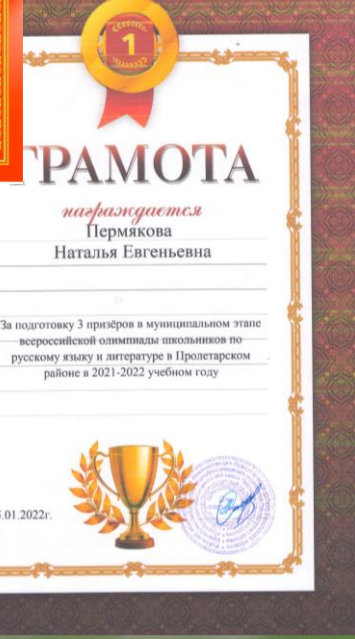 1
ГРАМОТА
награждается
Пермякова
Наталья Евгеньевна
За подготовку 3 призёров в муниципальном этапе
всероссийской олимпиады школьников по
русскому языку и литературе в Пролетарском
районе в 2021-2022 учебном году
.01.2022г.